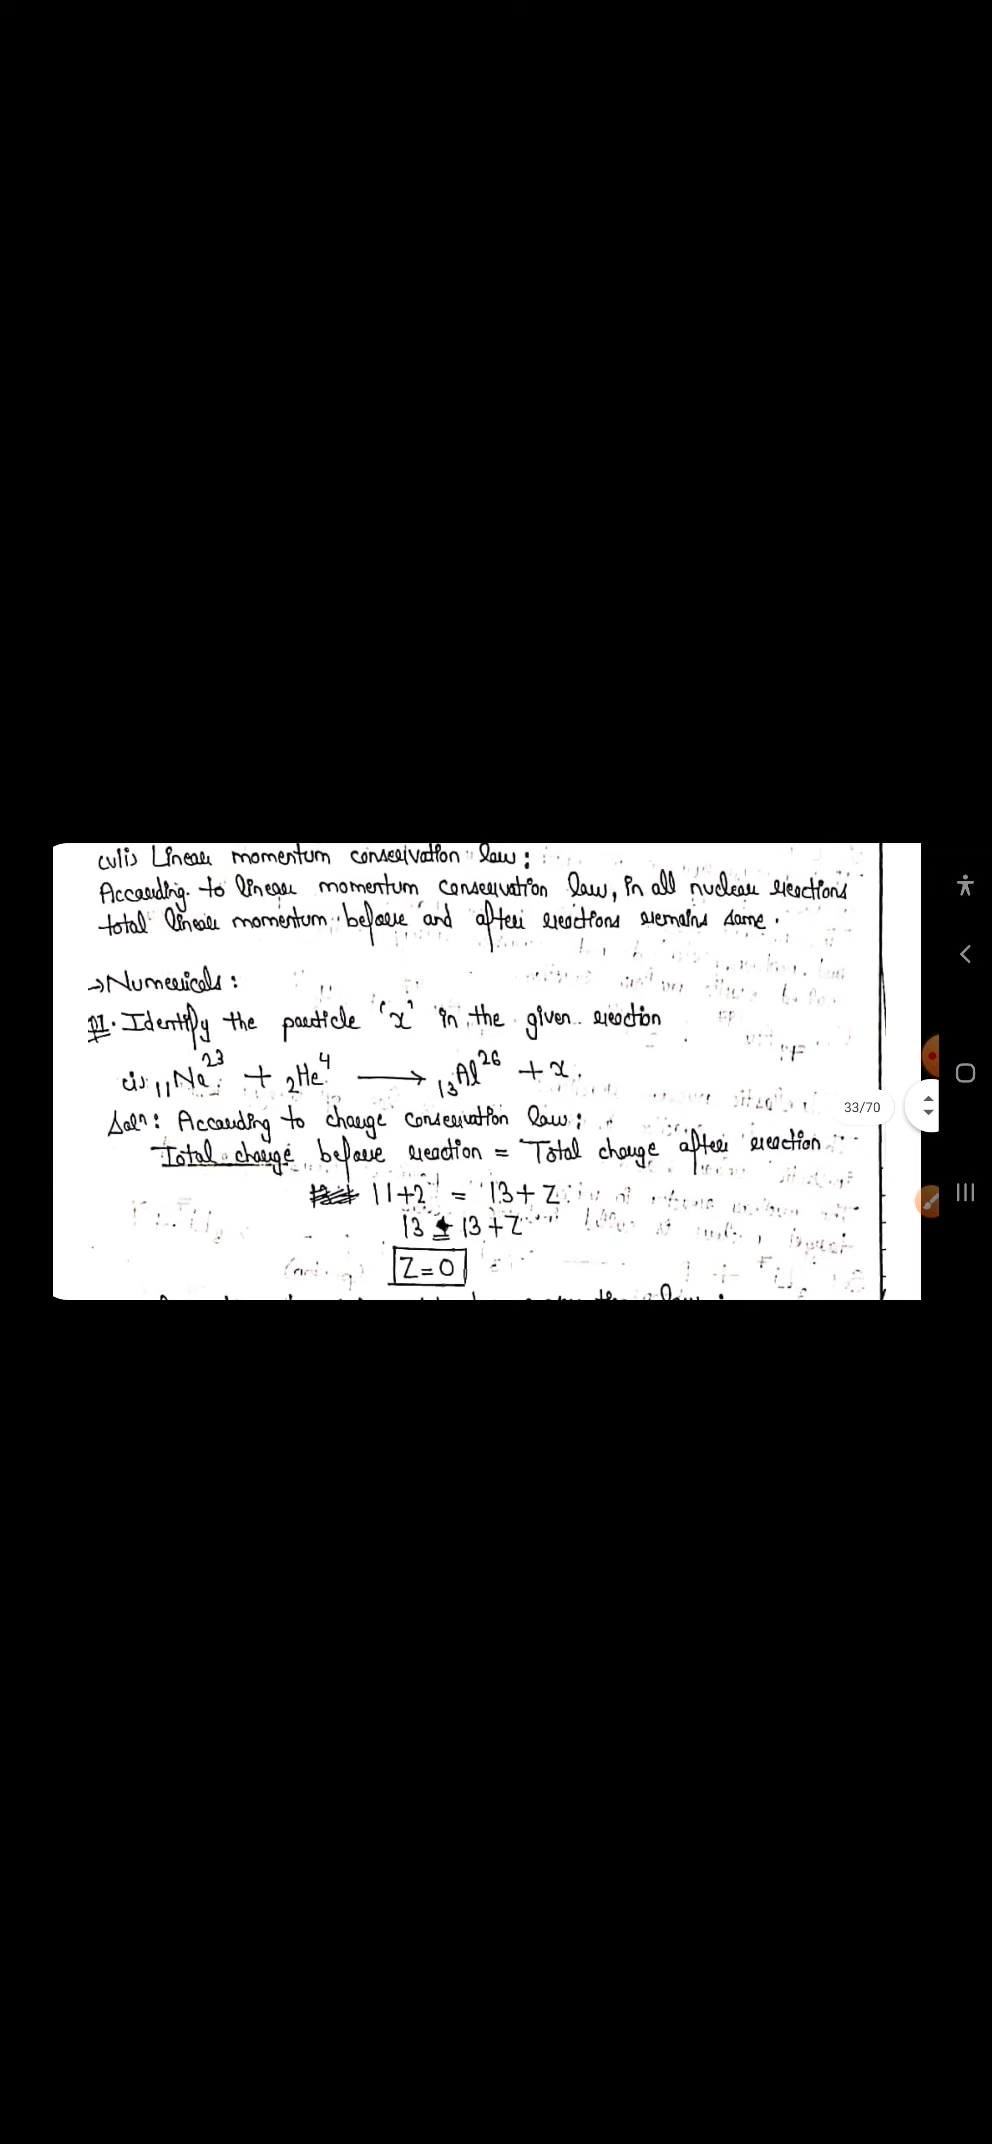 (vii) Linear momentum conservation law:
According to linear momentum conservation law, in all nuclear reactions
total linear momentum before and after reactions remains same.
→Numericals:
Q1. Identify the particle 'x' in the given reaction
(i) ₁₁Na²³ + ₂He⁴ ⟶ ₁₃Al²⁶ + x.
33/70
Soln: According to charge conservation law:
Total charge before reaction = Total charge after reaction
11+2 = 13+Z
13 = 13+Z
Z=0